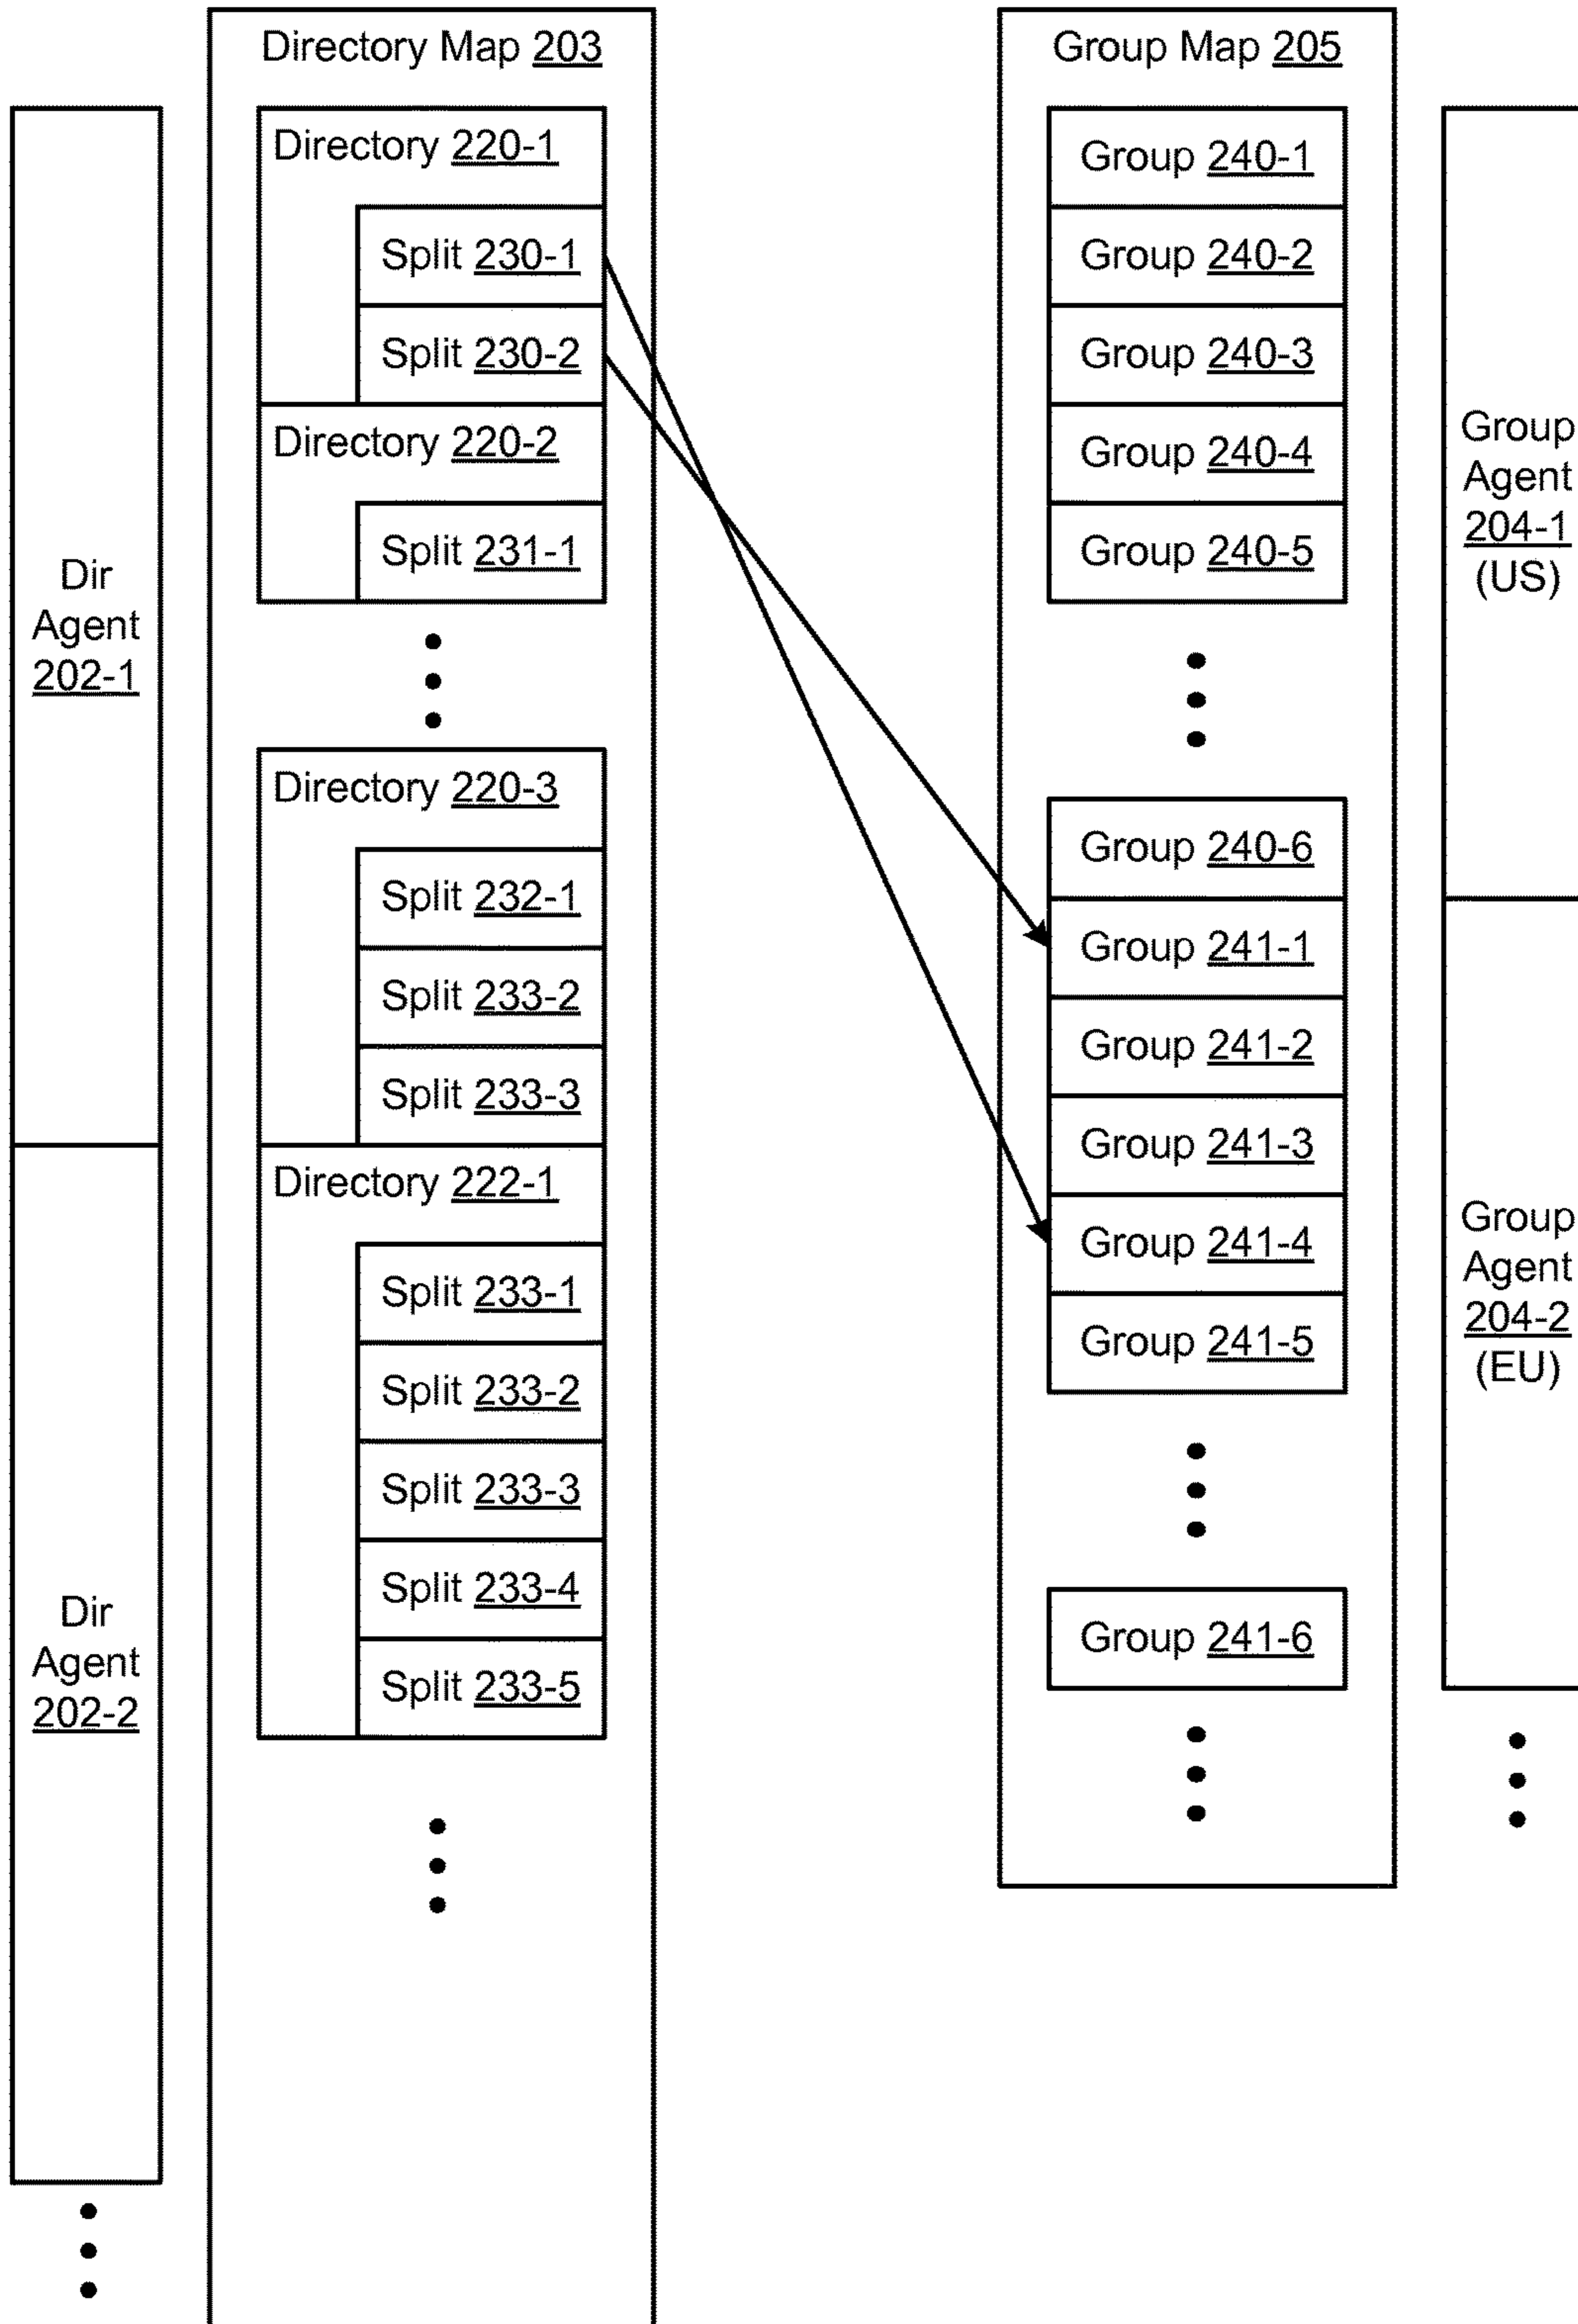 Directory Map 203
Directory 220-1
Split 230-1
Split 230-2
Directory 220-2
Split 231-1
Directory 220-3
Split 232-1
Split 233-2
Split 233-3
Directory 222-1
Split 233-1
Split 233-2
Split 233-3
Split 233-4
Split 233-5
Dir
Agent
202-1
Dir
Agent
202-2
Group Map 205
Group 240-1
Group 240-2
Group 240-3
Group 240-4
Group 240-5
Group 240-6
Group 241-1
Group 241-2
Group 241-3
Group 241-4
Group 241-5
Group 241-6
Group
Agent
204-1
(US)
Group
Agent
204-2
(EU)